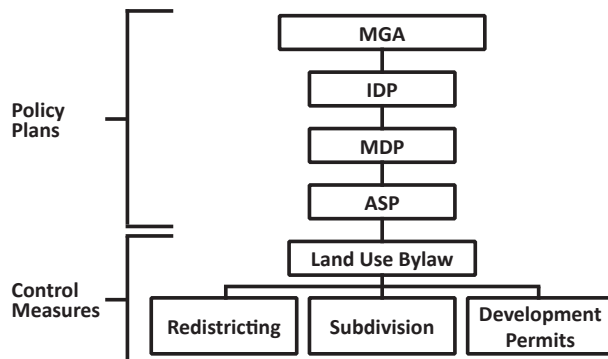 MGA
IDP
Policy
Plans
MDP
ASP
Land Use Bylaw
Control
Measures
Redistricting
Subdivision
Development
Permits